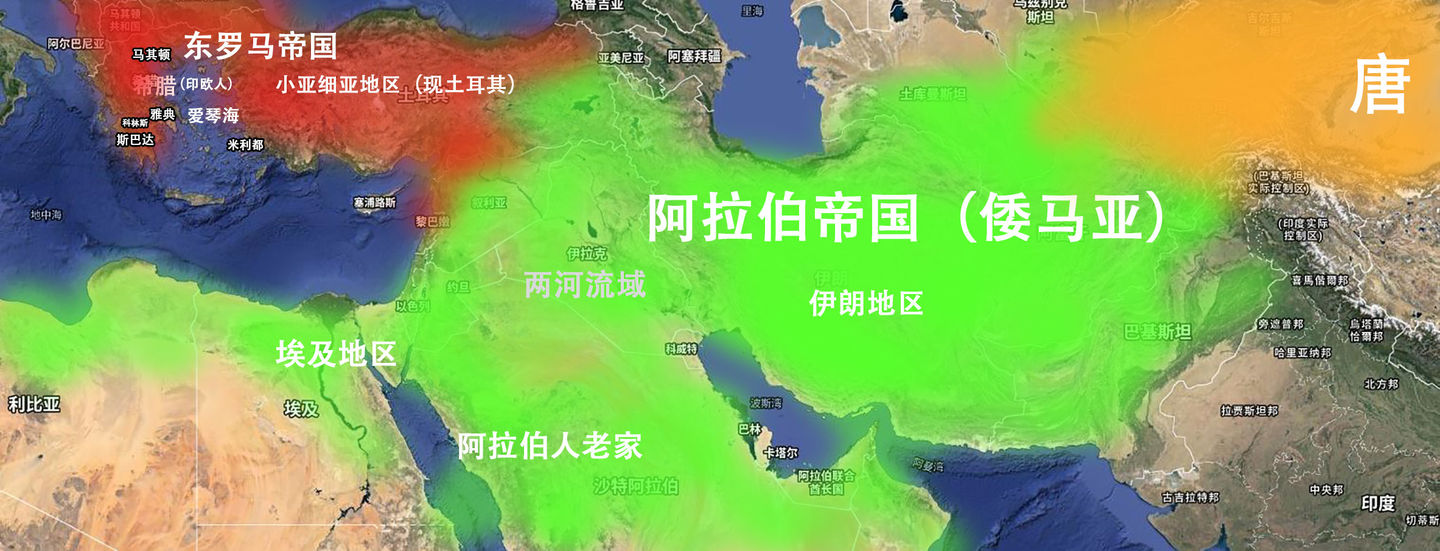 格鲁吉亚
里海
乌兹别克
斯坦
吉尔吉斯
斯坦
马其顿
共和国
阿尔巴尼亚
马其顿
东罗马帝国
亚美尼亚
阿塞拜疆
唐
希腊
(印欧人)
小亚细亚地区（现土耳其）
土耳其
土库曼斯坦
科林斯
雅典
爱琴海
斯巴达
米利都
塞浦路斯
叙利亚
地中海
黎巴嫩
阿拉伯帝国（倭马亚）
(巴基斯坦
实际控制区)
(印度实际
控制区)
伊拉克
两河流域
约旦
以色列
伊朗
伊朗地区
喜馬偕爾邦
旁遮普邦
烏塔蘭
恰爾邦
巴基斯坦
哈里亚纳邦
埃及地区
科威特
北方邦
利比亚
埃及
波斯湾
拉贾斯坦邦
巴林
阿拉伯人老家
卡塔尔
阿曼湾
沙特阿拉伯
阿拉伯联合
酋长国
古吉拉特邦
中央邦
印度
切蒂斯